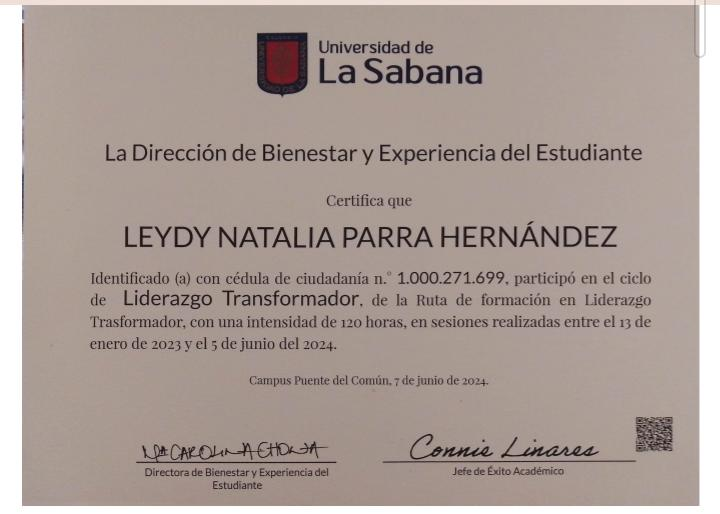 Universidad de
La Sabana
La Dirección de Bienestar y Experiencia del Estudiante
Certifica que
LEYDY NATALIA PARRA HERNÁNDEZ
Identificado (a) con cédula de ciudadanía n.° 1.000.271.699, participó en el ciclo
de Liderazgo Transformador, de la Ruta de formación en Liderazgo
Trasformador, con una intensidad de 120 horas, en sesiones realizadas entre el 13 de
enero de 2023 y el 5 de junio del 2024.
Campus Puente del Común, 7 de junio de 2024.
Connie Linares
Directora de Bienestar y Experiencia del
Estudiante
Jefe de Éxito Académico